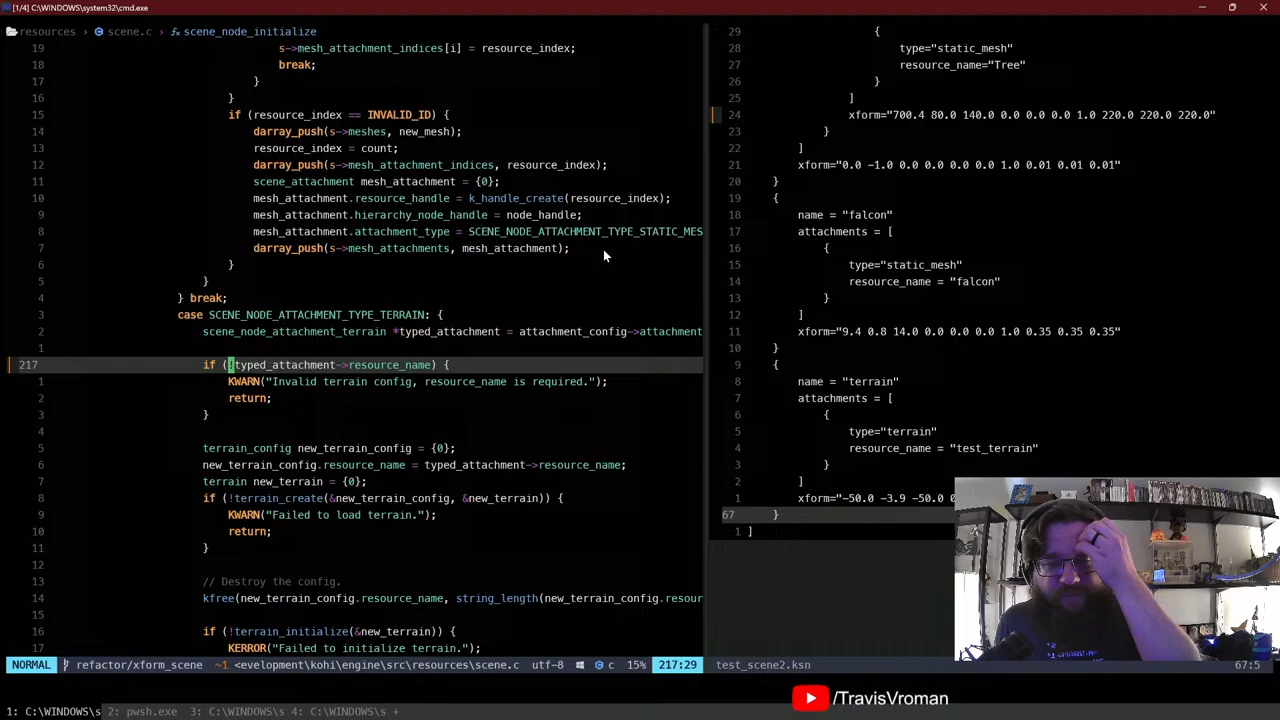 [1/4] C:\WINDOWS\system32\cmd.exe
resources > scene.c > scene_node_initialize
19 s->mesh_attachment_indices[i] = resource_index;
18 break;
17 }
16 }
15 if (resource_index == INVALID_ID) {
14 darray_push(s->meshes, new_mesh);
13 resource_index = count;
12 darray_push(s->mesh_attachment_indices, resource_index);
11 scene_attachment mesh_attachment = {0};
10 mesh_attachment.resource_handle = k_handle_create(resource_index);
9 mesh_attachment.hierarchy_node_handle = node_handle;
8 mesh_attachment.attachment_type = SCENE_NODE_ATTACHMENT_TYPE_STATIC_MES
7 darray_push(s->mesh_attachments, mesh_attachment);
6 }
5 }
4 } break;
3 case SCENE_NODE_ATTACHMENT_TYPE_TERRAIN: {
2 scene_node_attachment_terrain *typed_attachment = attachment_config->attachment
1
217 if (!typed_attachment->resource_name) {
1 KWARN("Invalid terrain config, resource_name is required.");
2 return;
3 }
4
5 terrain_config new_terrain_config = {0};
6 new_terrain_config.resource_name = typed_attachment->resource_name;
7 terrain new_terrain = {0};
8 if (!terrain_create(&new_terrain_config, &new_terrain)) {
9 KWARN("Failed to load terrain.");
10 return;
11 }
12
13 // Destroy the config.
14 kfree(new_terrain_config.resource_name, string_length(new_terrain_config.resour
15
16 if (!terrain_initialize(&new_terrain)) {
17 KERROR("Failed to initialize terrain.");
29 {
28 type="static_mesh"
27 resource_name="Tree"
26 }
25 ]
24 xform="700.4 80.0 140.0 0.0 0.0 0.0 1.0 220.0 220.0 220.0"
23 }
22 ]
21 xform="0.0 -1.0 0.0 0.0 0.0 0.0 1.0 0.01 0.01 0.01"
20 }
19 {
18 name = "falcon"
17 attachments = [
16 {
15 type="static_mesh"
14 resource_name = "falcon"
13 }
12 ]
11 xform="9.4 0.8 14.0 0.0 0.0 0.0 1.0 0.35 0.35 0.35"
10 }
9 {
8 name = "terrain"
7 attachments = [
6 {
5 type="terrain"
4 resource_name = "test_terrain"
3 }
2 ]
1 xform="-50.0 -3.9 -50.0 0
67 }
1 ]
NORMAL refactor/xform_scene ~1 <evelopment\kohi\engine\src\resources\scene.c utf-8 c 15% 217:29
test_scene2.ksn 67:5
/TravisVroman
1: C:\WINDOWS\s 2: pwsh.exe 3: C:\WINDOWS\s 4: C:\WINDOWS\s +